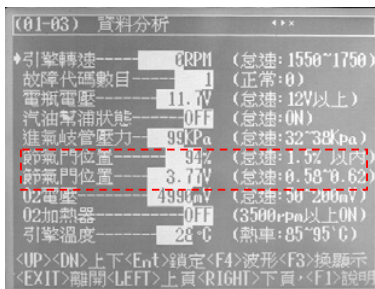 (01-03) 資料分析
♦引擎轉速------ 0RPM (怠速:1550~1750)
故障代碼數目---- 1 (正常:0)
電瓶電壓------ 11.7V (怠速:12V以上)
汽油幫浦狀態---- OFF (怠速:ON)
進氣岐管壓力---- 99KPa (怠速:32~38Kpa)
節氣門位置----- 94% (怠速:1.5% 以內)
節氣門位置----- 3.77V (怠速:0.58~0.62)
O2電壓------- 4990mV (怠速:50~200mv)
O2加熱器------ OFF (3500rpm以上ON)
引擎溫度------ 28°C (熱車:85~95°C)
<UP><DN>上下<Ent>鎖定<F4>波形<F3>換顯示
<EXIT>離開<LEFT>上頁<RIGHT>下頁,<F1>說明